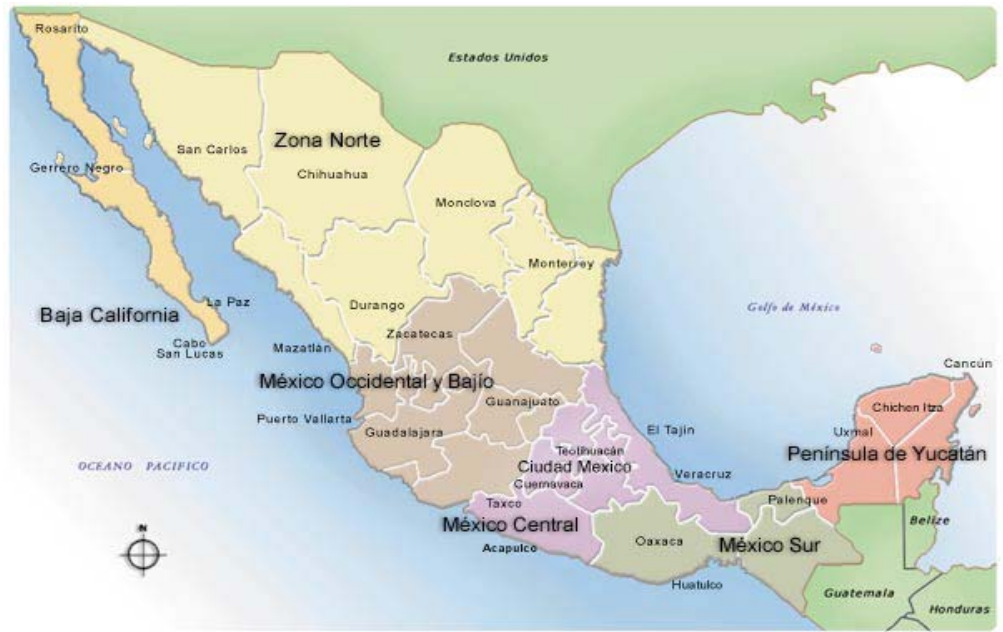 Rosarito
Estados Unidos
San Carlos
Zona Norte
Chihuahua
Gerrero Negro
Monclova
Monterrey
La Paz
Baja California
Durango
Golfo de México
Zacatecas
Cabo
San Lucas
Mazatlán
Cancún
México Occidental y Bajío
Guanajuato
Chichen Itza
Puerto Vallarta
Guadalajara
El Tajín
Uxmal
Teotihuacán
Península de Yucatán
OCEANO PACIFICO
Ciudad Mexico
Veracruz
Cuernavaca
Palenque
Taxco
México Central
Belize
Acapulco
Oaxaca
México Sur
N
Huatulco
Guatemala
Honduras